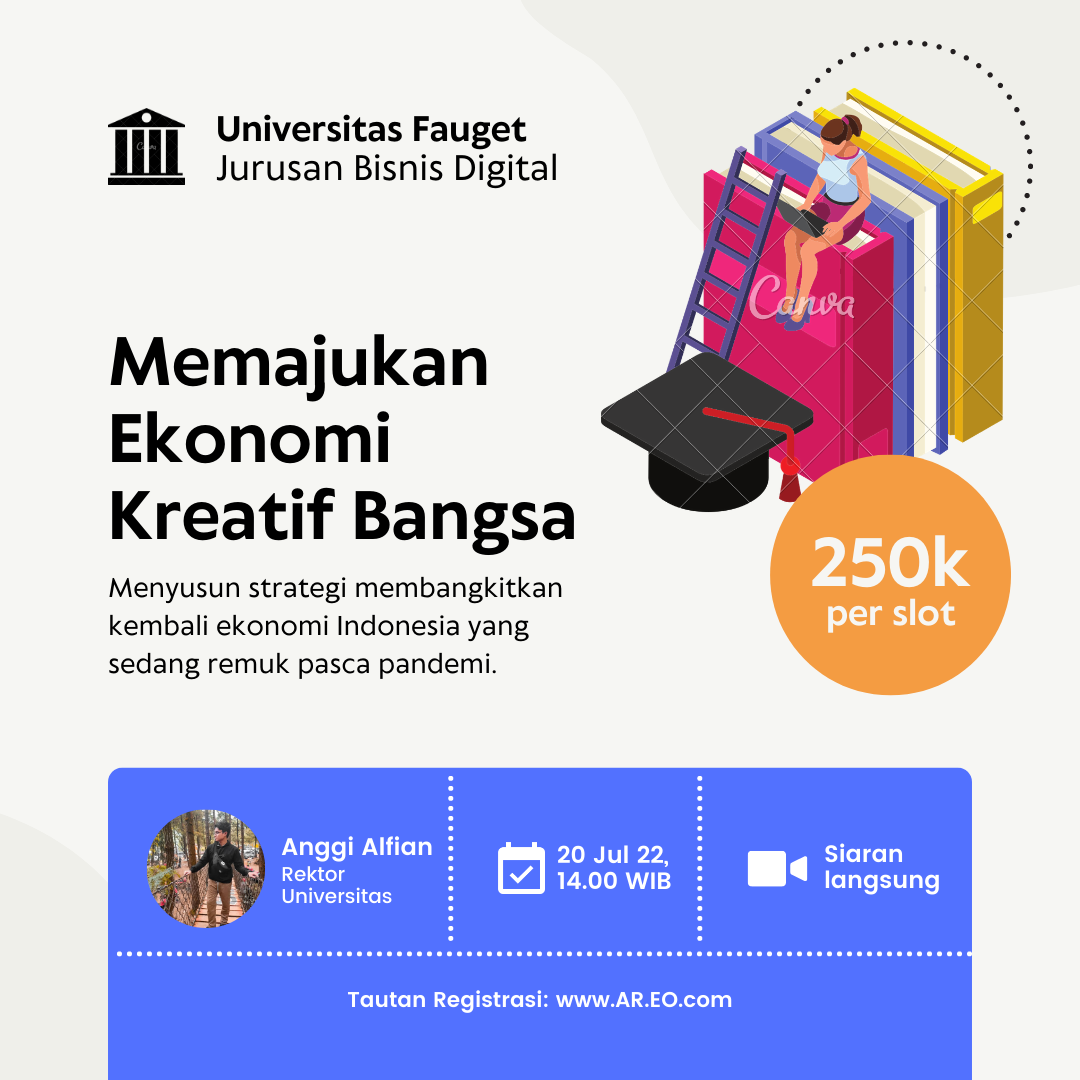 Universitas Fauget
Jurusan Bisnis Digital
Canva
Canva
Memajukan
Ekonomi
Kreatif Bangsa
Menyusun strategi membangkitkan
kembali ekonomi Indonesia yang
sedang remuk pasca pandemi.
250k
per slot
Anggi Alfian
Rektor
Universitas
20 Jul 22,
14.00 WIB
Siaran
langsung
Tautan Registrasi: www.AR.EO.com